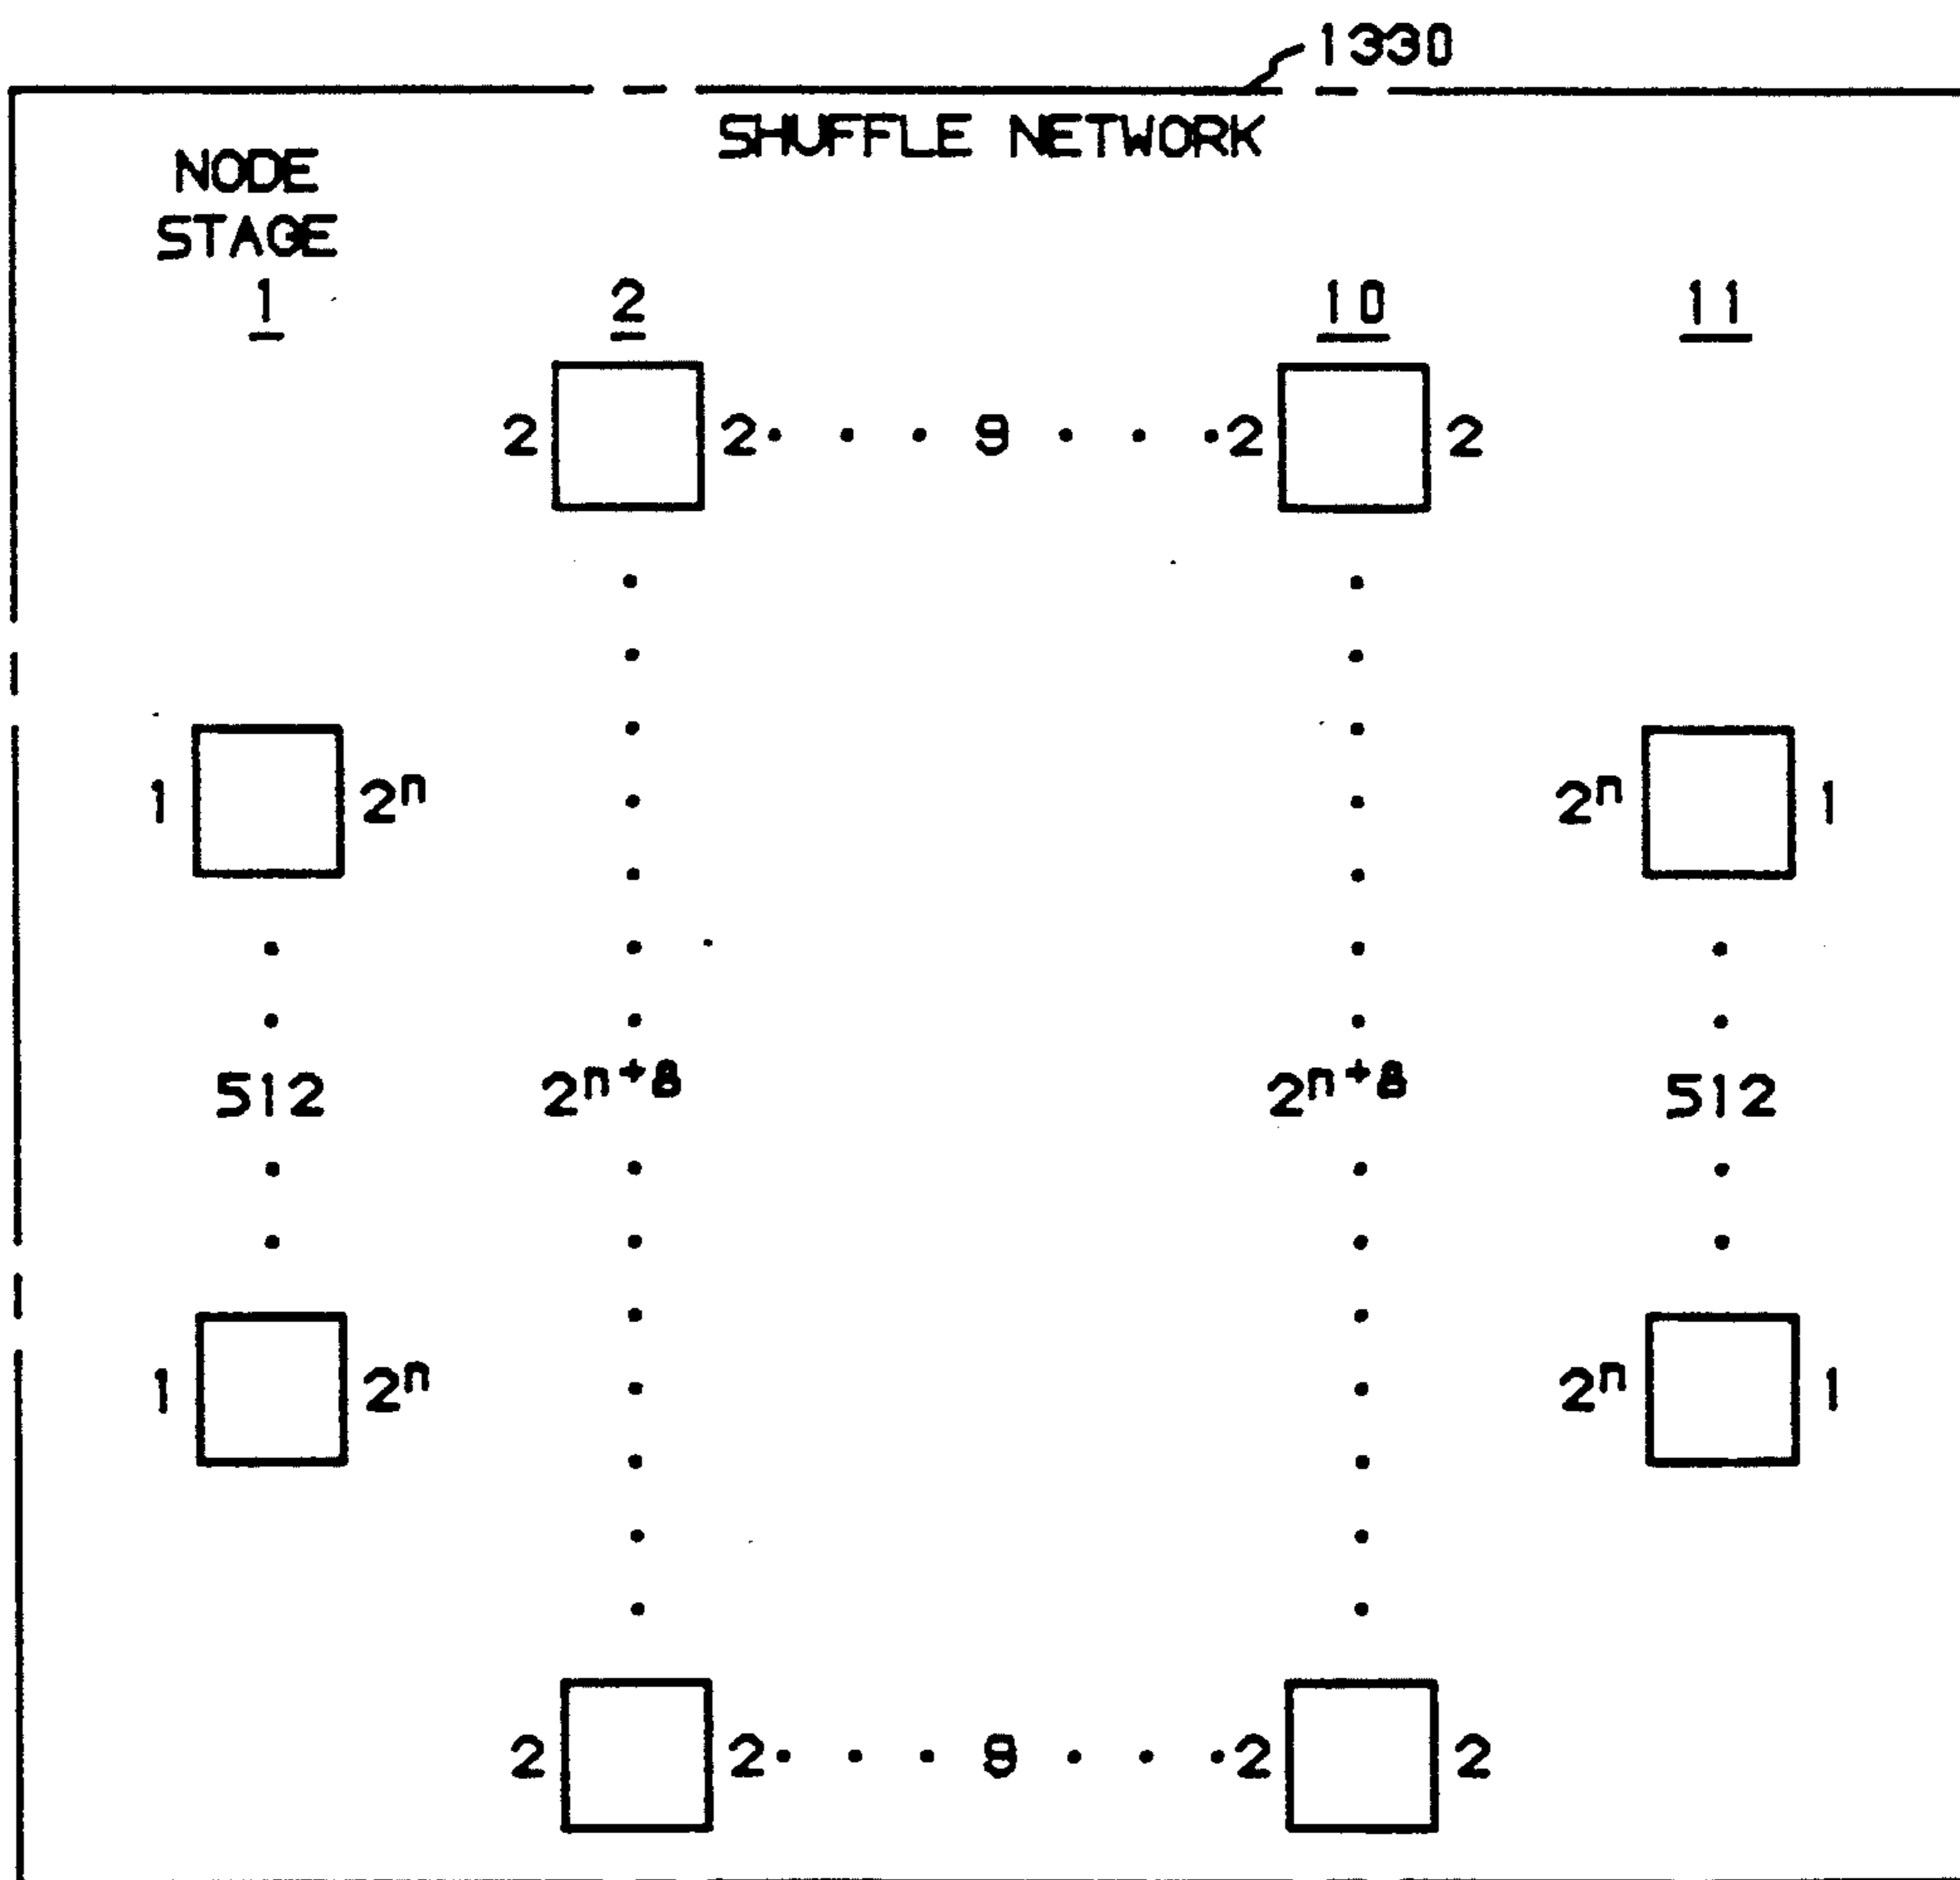 1330
SHUFFLE NETWORK
NODE
STAGE
1 2 10 11
2 2 . . . 9 . . . 2 2
1 2ⁿ 2ⁿ 1
512 2ⁿ⁺⁸ 2ⁿ⁺⁸ 512
1 2ⁿ 2ⁿ 1
2 2 . . . 8 . . . 2 2